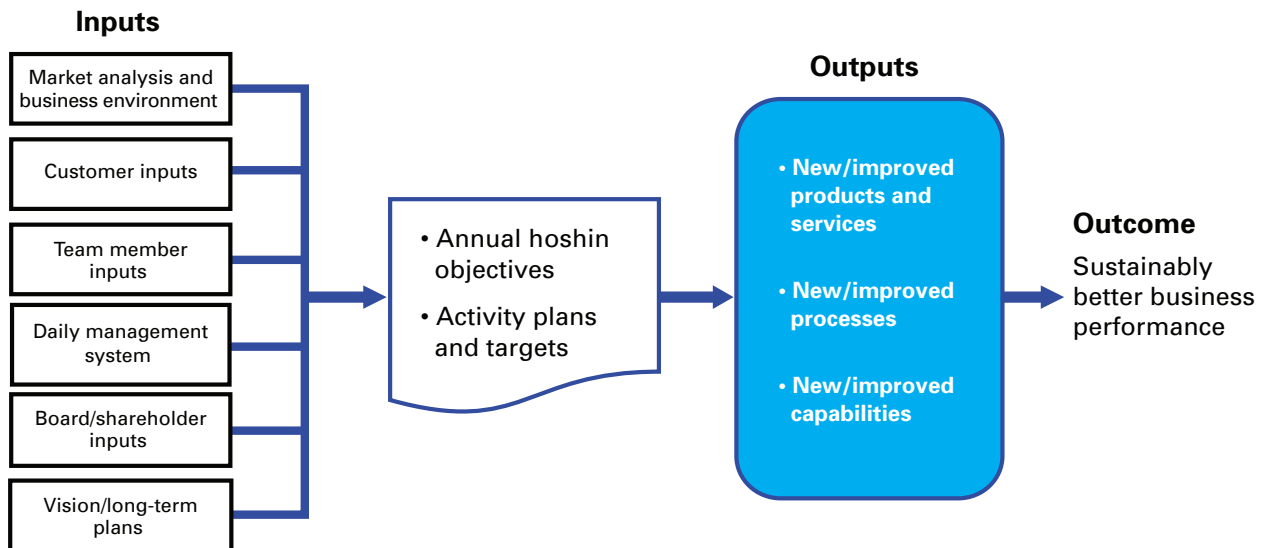 Inputs
Market analysis and
business environment
Customer inputs
Team member
inputs
Daily management
system
Board/shareholder
inputs
Vision/long-term
plans
• Annual hoshin
objectives
• Activity plans
and targets
Outputs
• New/improved
products and
services
• New/improved
processes
• New/improved
capabilities
Outcome
Sustainably
better business
performance